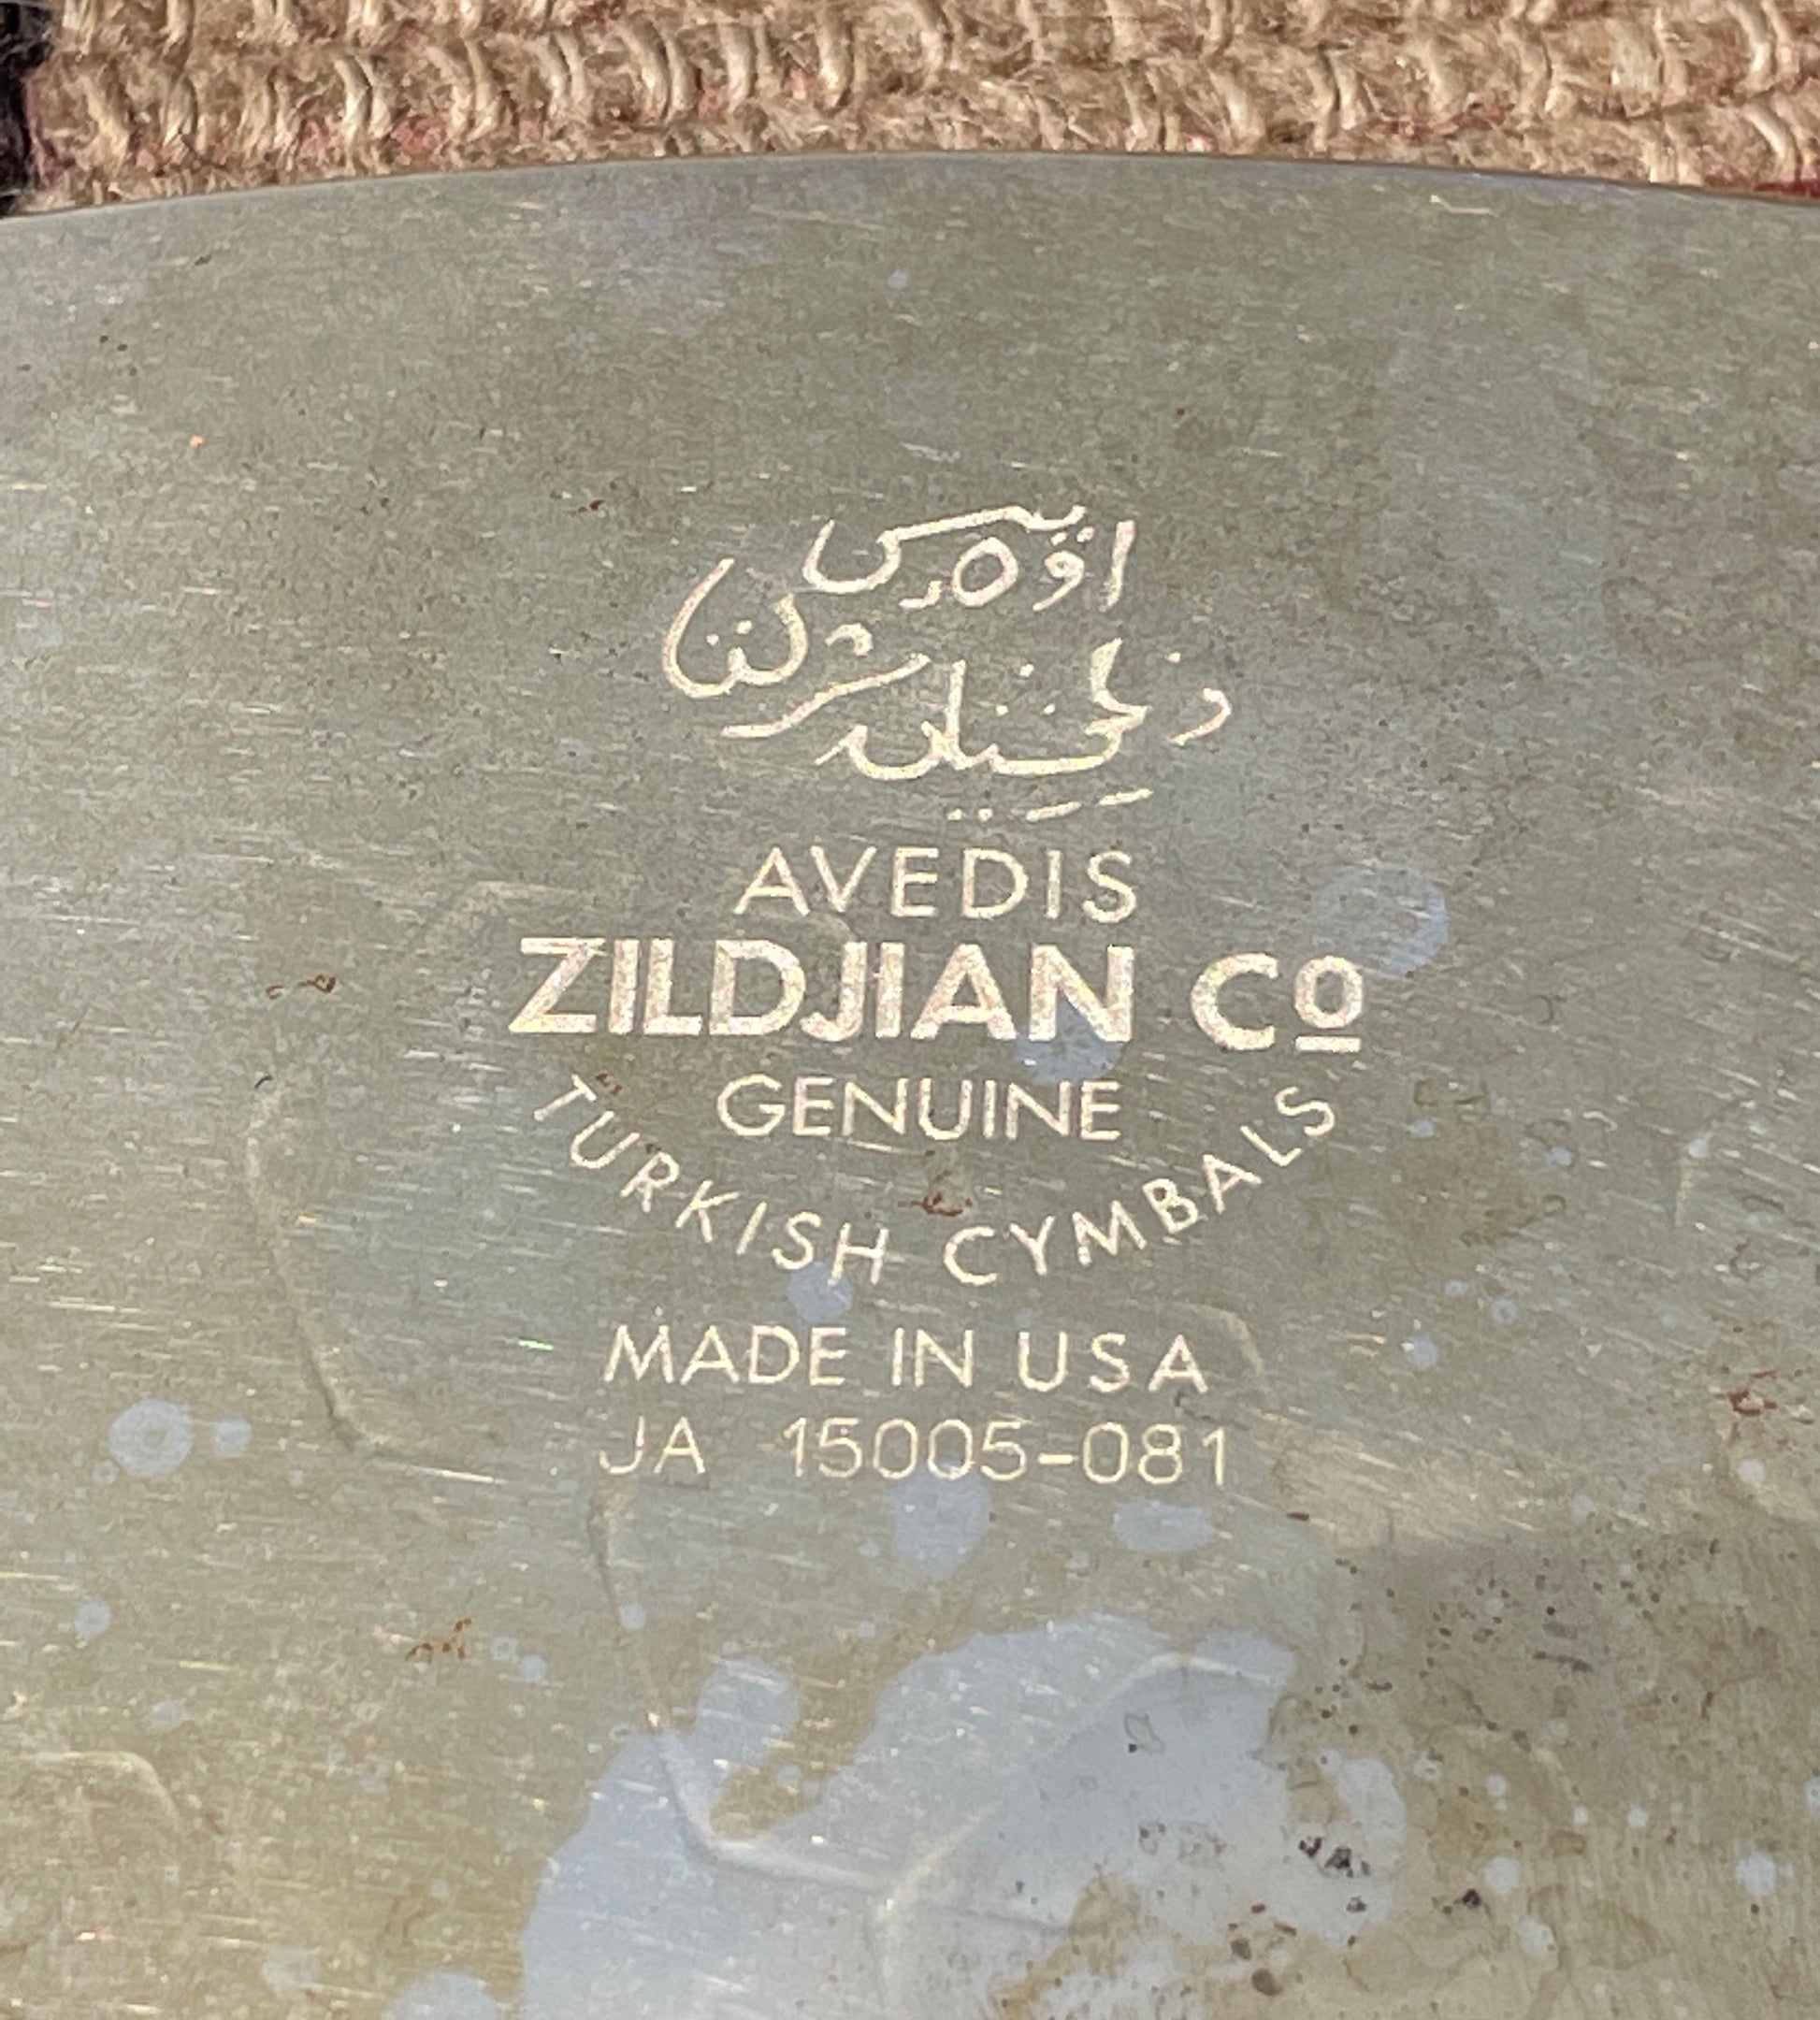 AVEDIS
ZILDJIAN Cº
GENUINE
TURKISH CYMBALS
MADE IN USA
JA 15005-081